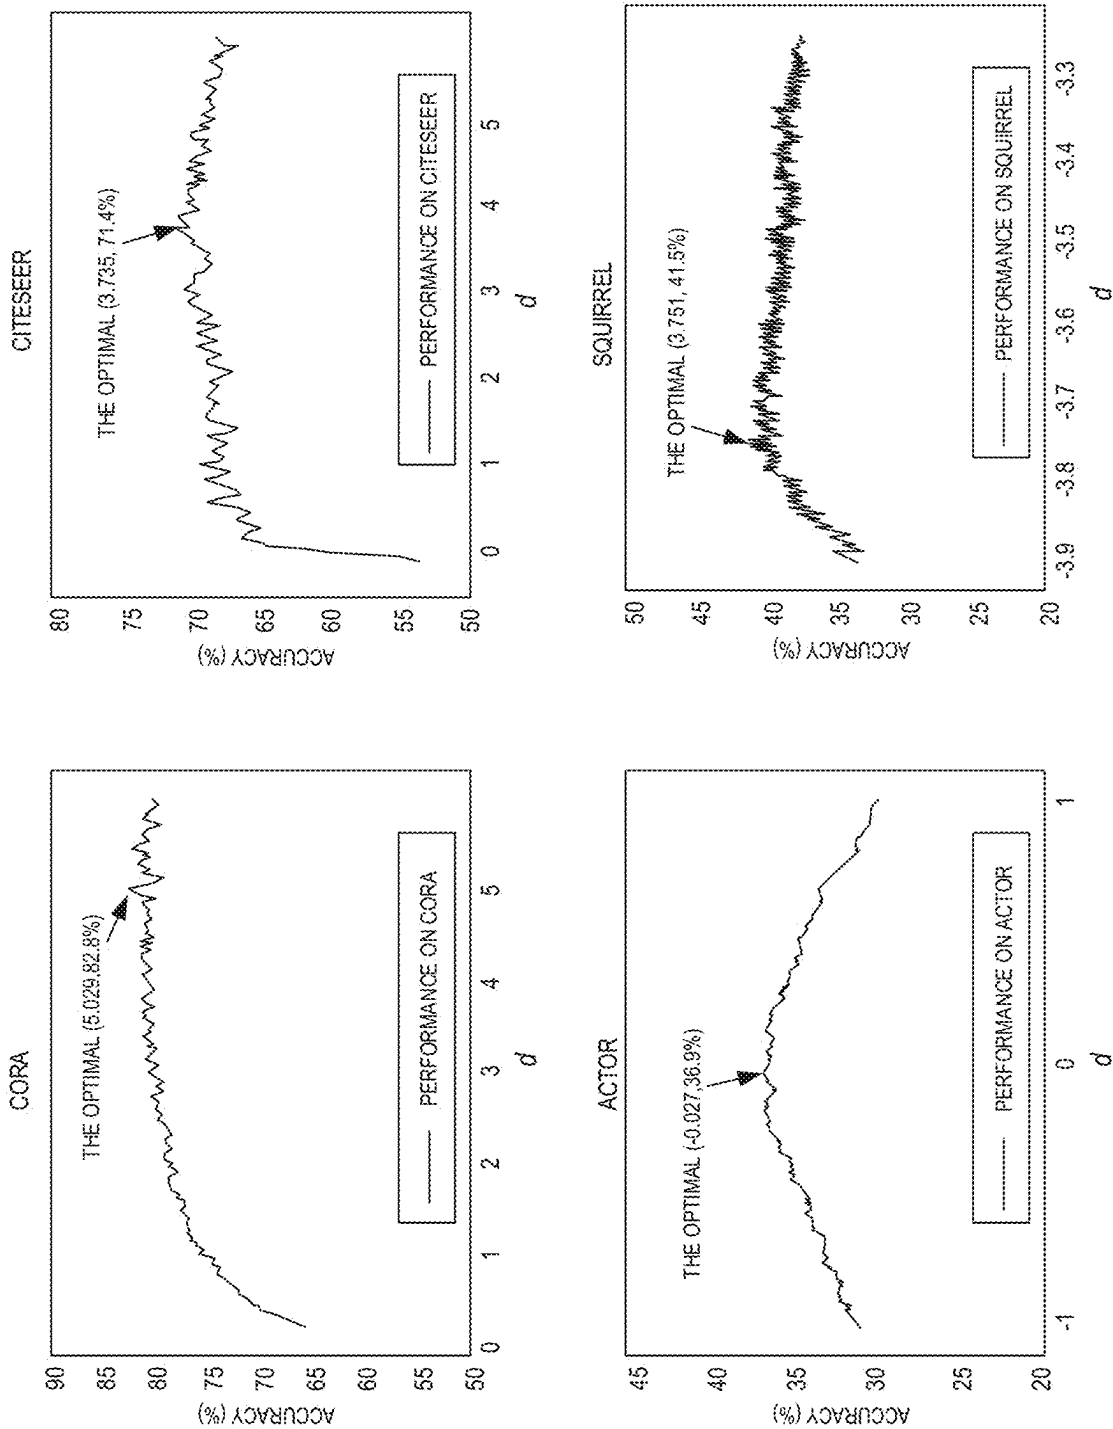 CORA
ACCURACY (%)
90
80
75
70
65
60
50
THE OPTIMAL (5.029,82.8%)
PERFORMANCE ON CORA
0
1
2
3
4
5
d
CITESEER
ACCURACY (%)
80
75
70
65
60
55
50
THE OPTIMAL (3.735, 71.4%)
PERFORMANCE ON CITESEER
0
1
2
3
4
5
d
ACTOR
ACCURACY (%)
45
40
35
30
20
THE OPTIMAL (-0.027,36.9%)
PERFORMANCE ON ACTOR
-1
0
1
d
SQUIRREL
ACCURACY (%)
50
45
40
35
30
25
20
THE OPTIMAL (3.751, 41.5%)
PERFORMANCE ON SQUIRREL
-3.9
-3.8
-3.7
-3.6
-3.5
-3.4
-3.3
d